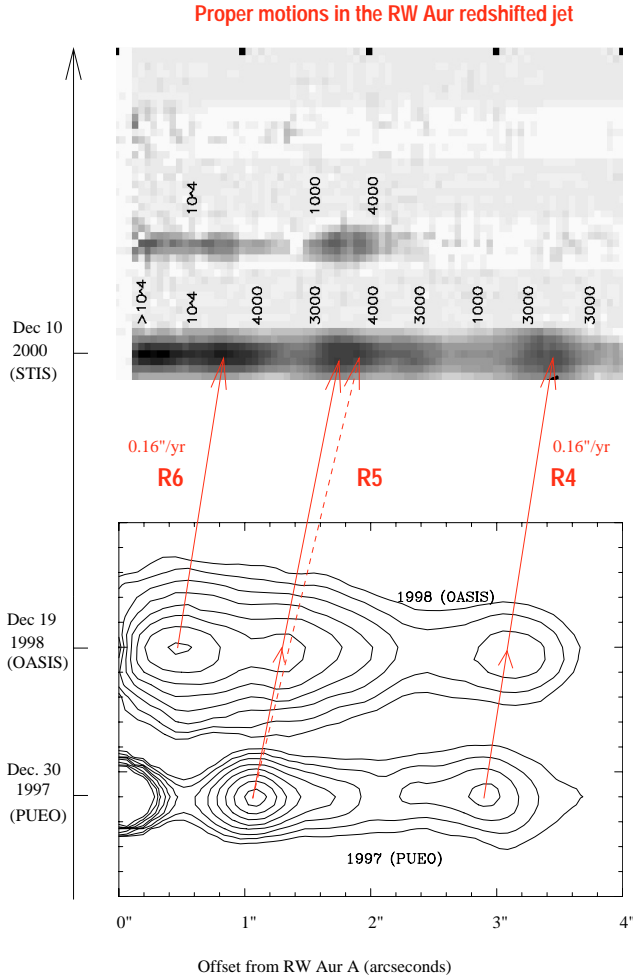 Proper motions in the RW Aur redshifted jet
10^4
1000
4000
>10^4
10^4
4000
3000
4000
3000
1000
3000
3000
Dec 10
2000
(STIS)
0.16"/yr
R6
R5
0.16"/yr
R4
1998 (OASIS)
Dec 19
1998
(OASIS)
Dec. 30
1997
(PUEO)
1997 (PUEO)
0" 1" 2" 3" 4"
Offset from RW Aur A (arcseconds)